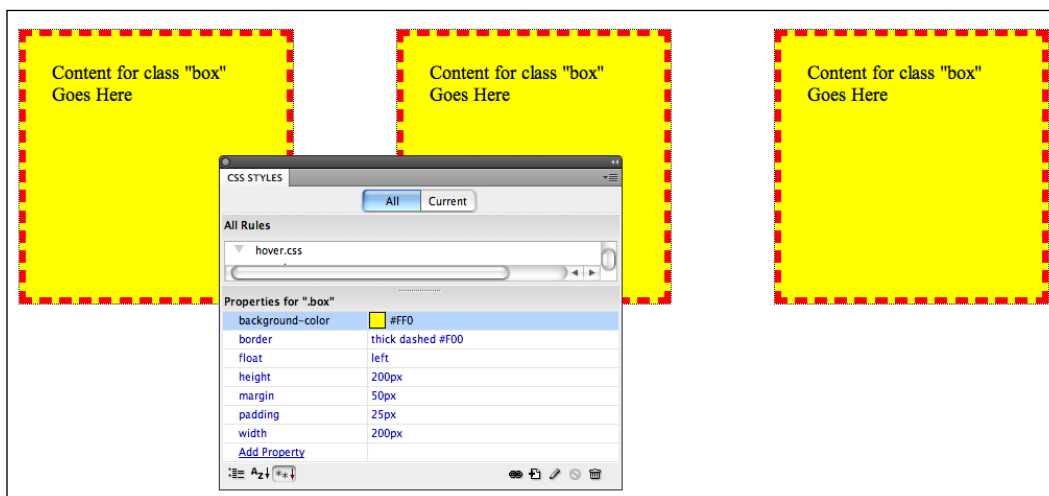 Content for class "box"
Goes Here
Content for class "box"
Goes Here
Content for class "box"
Goes Here
CSS STYLES
All Current
All Rules
hover.css
Properties for ".box"
background-color #FF0
border thick dashed #F00
float left
height 200px
margin 50px
padding 25px
width 200px
Add Property